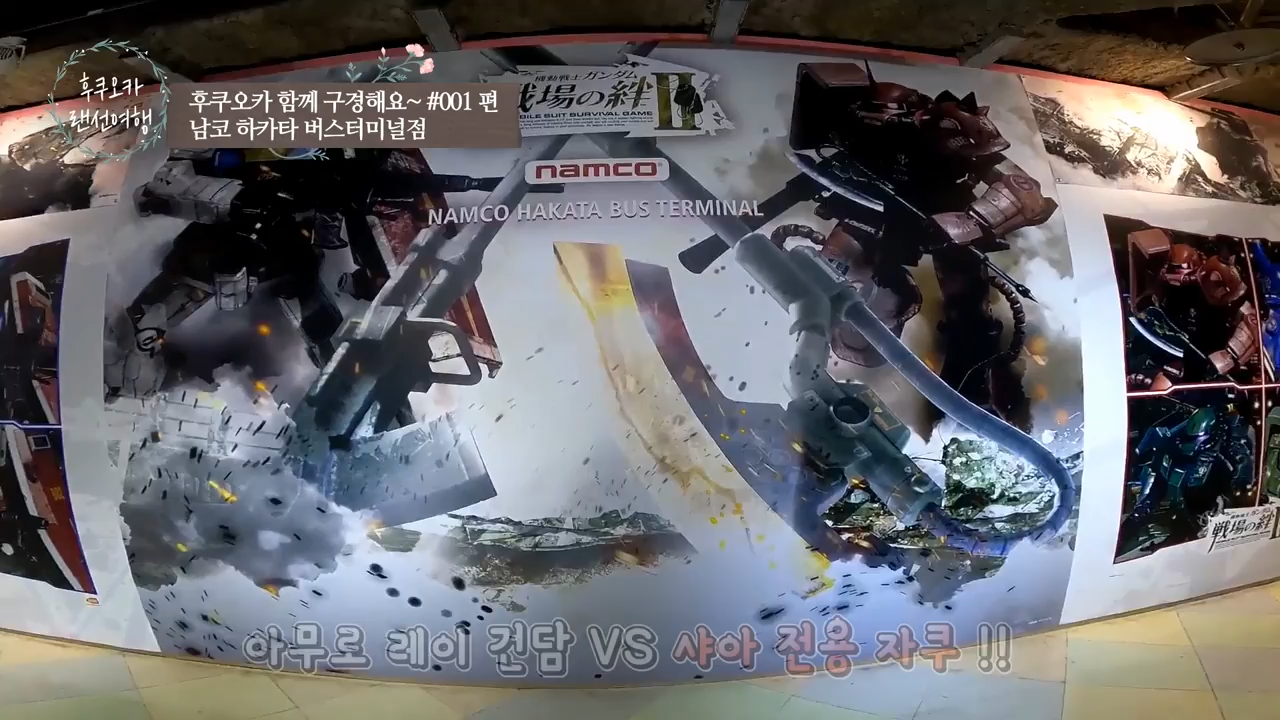 후쿠오카
랜선여행
후쿠오카 함께 구경해요~ #001 편
남코 하카타 버스터미널점
機動戦士ガンダム
戦場の絆 II
MOBILE SUIT SURVIVAL GAME
namco
NAMCO HAKATA BUS TERMINAL
戦場の絆
아무로 레이 건담 VS 샤아 전용 자쿠 !!